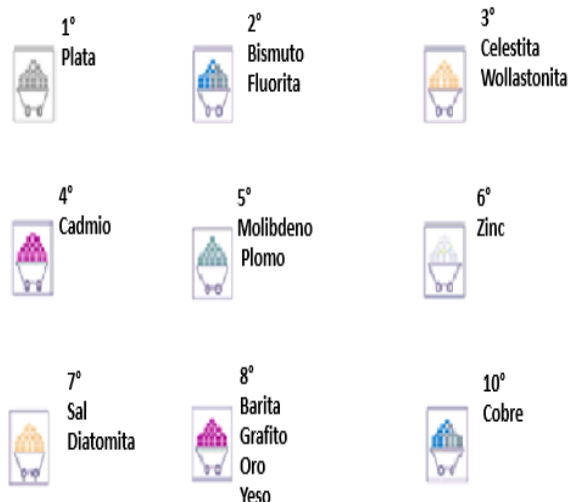 1°
Plata
2°
Bismuto
Fluorita
3°
Celestita
Wollastonita
4°
Cadmio
5°
Molibdeno
Plomo
6°
Zinc
7°
Sal
Diatomita
8°
Barita
Grafito
Oro
Yeso
10°
Cobre